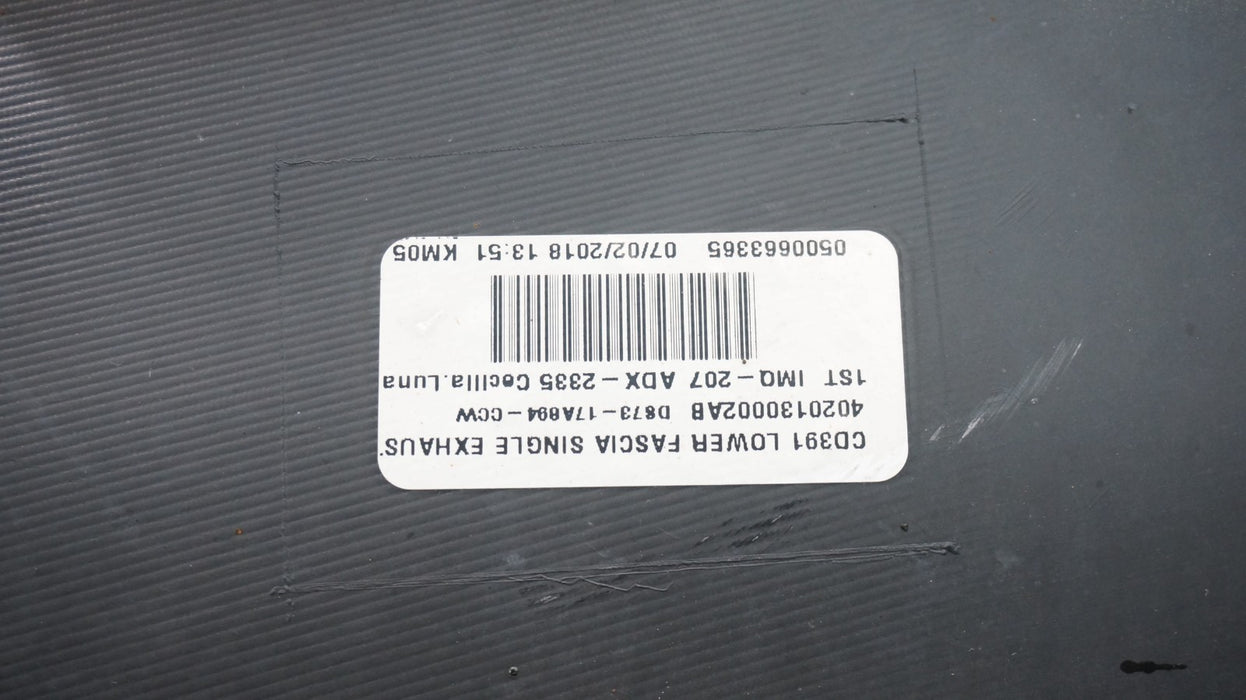 CD391 LOWER FASCIA SINGLE EXHAUS
4020130002AB DS73-17A894-CCW
1ST IMQ-207 ADX-2335 Cecilia.Luna
0500663365 07/02/2018 13:51 KM05